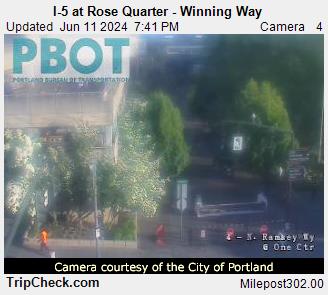 I-5 at Rose Quarter - Winning Way
Updated Jun 11 2024 7:41 PM Camera 4
PBOT
PORTLAND BUREAU OF TRANSPORTATION
4 - N. Ramsey Wy
@ One Ctr
Camera courtesy of the City of Portland
TripCheck.com Milepost302.00